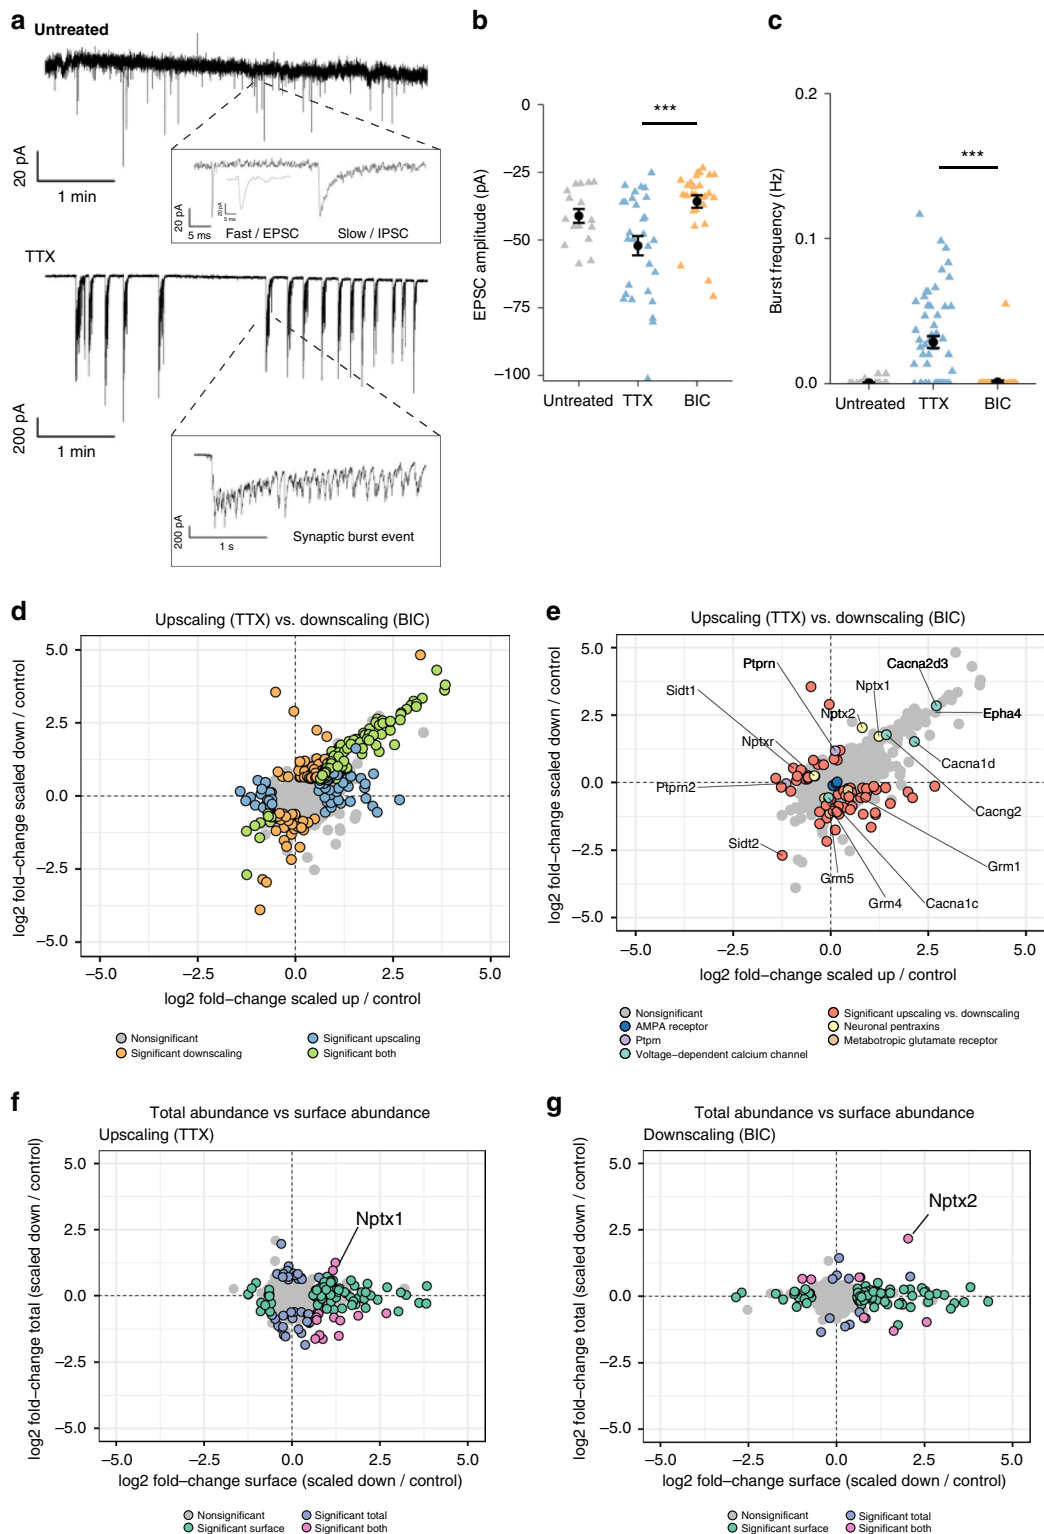 a
Untreated
20 pA
1 min
20 pA
5 ms
20 pA
5 ms
Fast / EPSC
Slow / IPSC
TTX
200 pA
1 min
200 pA
1 s
Synaptic burst event
b
EPSC amplitude (pA)
0
−25
−50
−75
−100
***
Untreated
TTX
BIC
c
Burst frequency (Hz)
0.2
0.1
0.0
***
Untreated
TTX
BIC
d
Upscaling (TTX) vs. downscaling (BIC)
log2 fold−change scaled down / control
5.0
2.5
0.0
−2.5
−5.0
−5.0
−2.5
0.0
2.5
5.0
log2 fold−change scaled up / control
Nonsignificant
Significant upscaling
Significant downscaling
Significant both
e
Upscaling (TTX) vs. downscaling (BIC)
log2 fold−change scaled down / control
5.0
2.5
0.0
−2.5
−5.0
Ptprn
Cacna2d3
Sidt1
Nptx1
Nptx2
Epha4
Nptxr
Cacna1d
Ptprn2
Cacng2
Sidt2
Grm1
Grm5
Grm4
Cacna1c
−5.0
−2.5
0.0
2.5
5.0
log2 fold−change scaled up / control
Nonsignificant
Significant upscaling vs. downscaling
AMPA receptor
Neuronal pentraxins
Ptprn
Metabotropic glutamate receptor
Voltage−dependent calcium channel
f
Total abundance vs surface abundance
Upscaling (TTX)
log2 fold−change total (scaled down / control)
5.0
2.5
0.0
−2.5
−5.0
Nptx1
−5.0
−2.5
0.0
2.5
5.0
log2 fold−change surface (scaled down / control)
Nonsignificant
Significant total
Significant surface
Significant both
g
Total abundance vs surface abundance
Downscaling (BIC)
log2 fold−change total (scaled down / control)
5.0
2.5
0.0
−2.5
−5.0
Nptx2
−5.0
−2.5
0.0
2.5
5.0
log2 fold−change surface (scaled down / control)
Nonsignificant
Significant total
Significant surface
Significant both